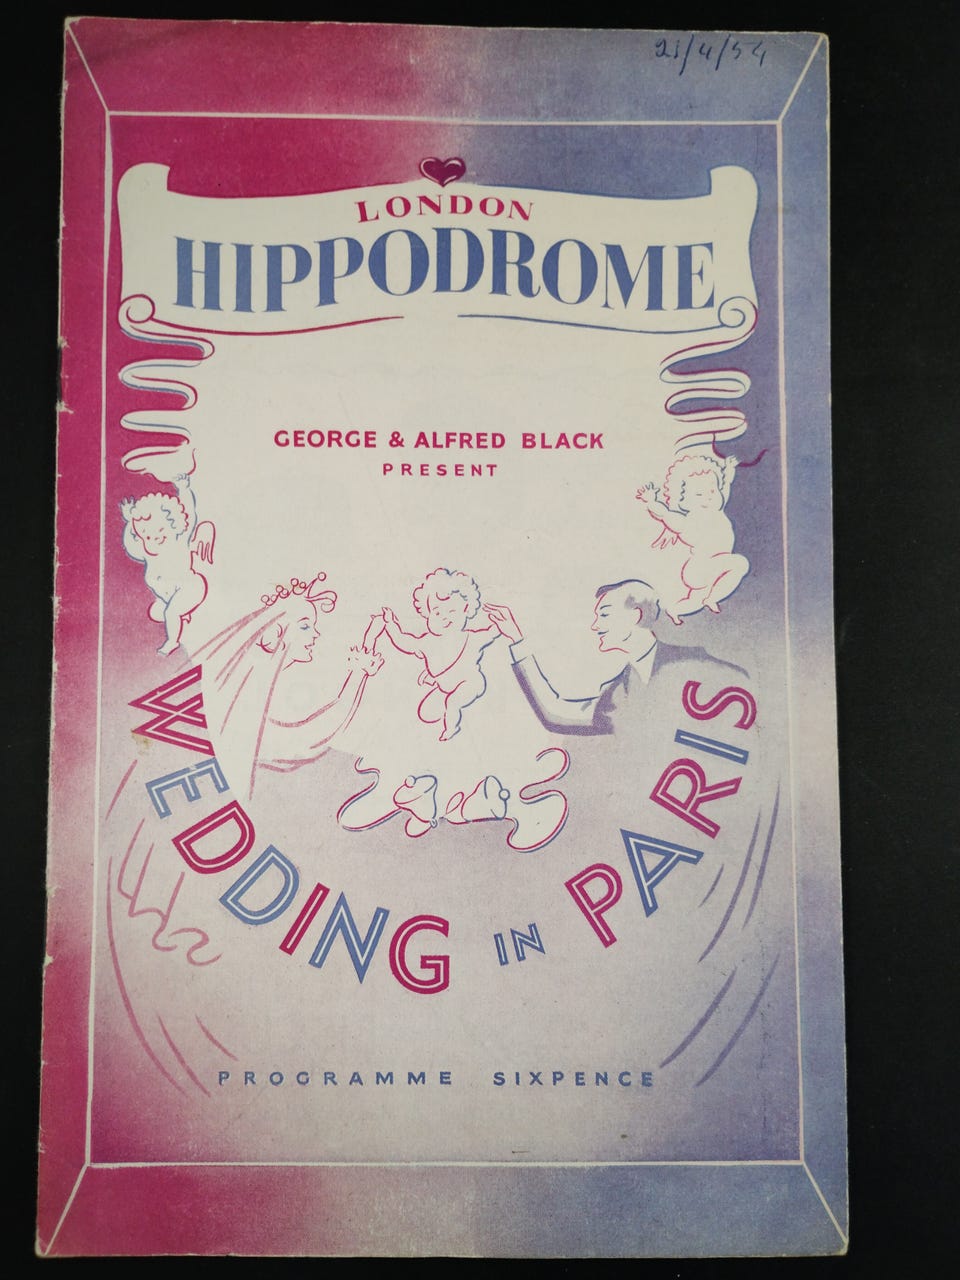 21/4/54
LONDON
HIPPODROME
GEORGE & ALFRED BLACK
PRESENT
WEDDING IN PARIS
PROGRAMME SIXPENCE